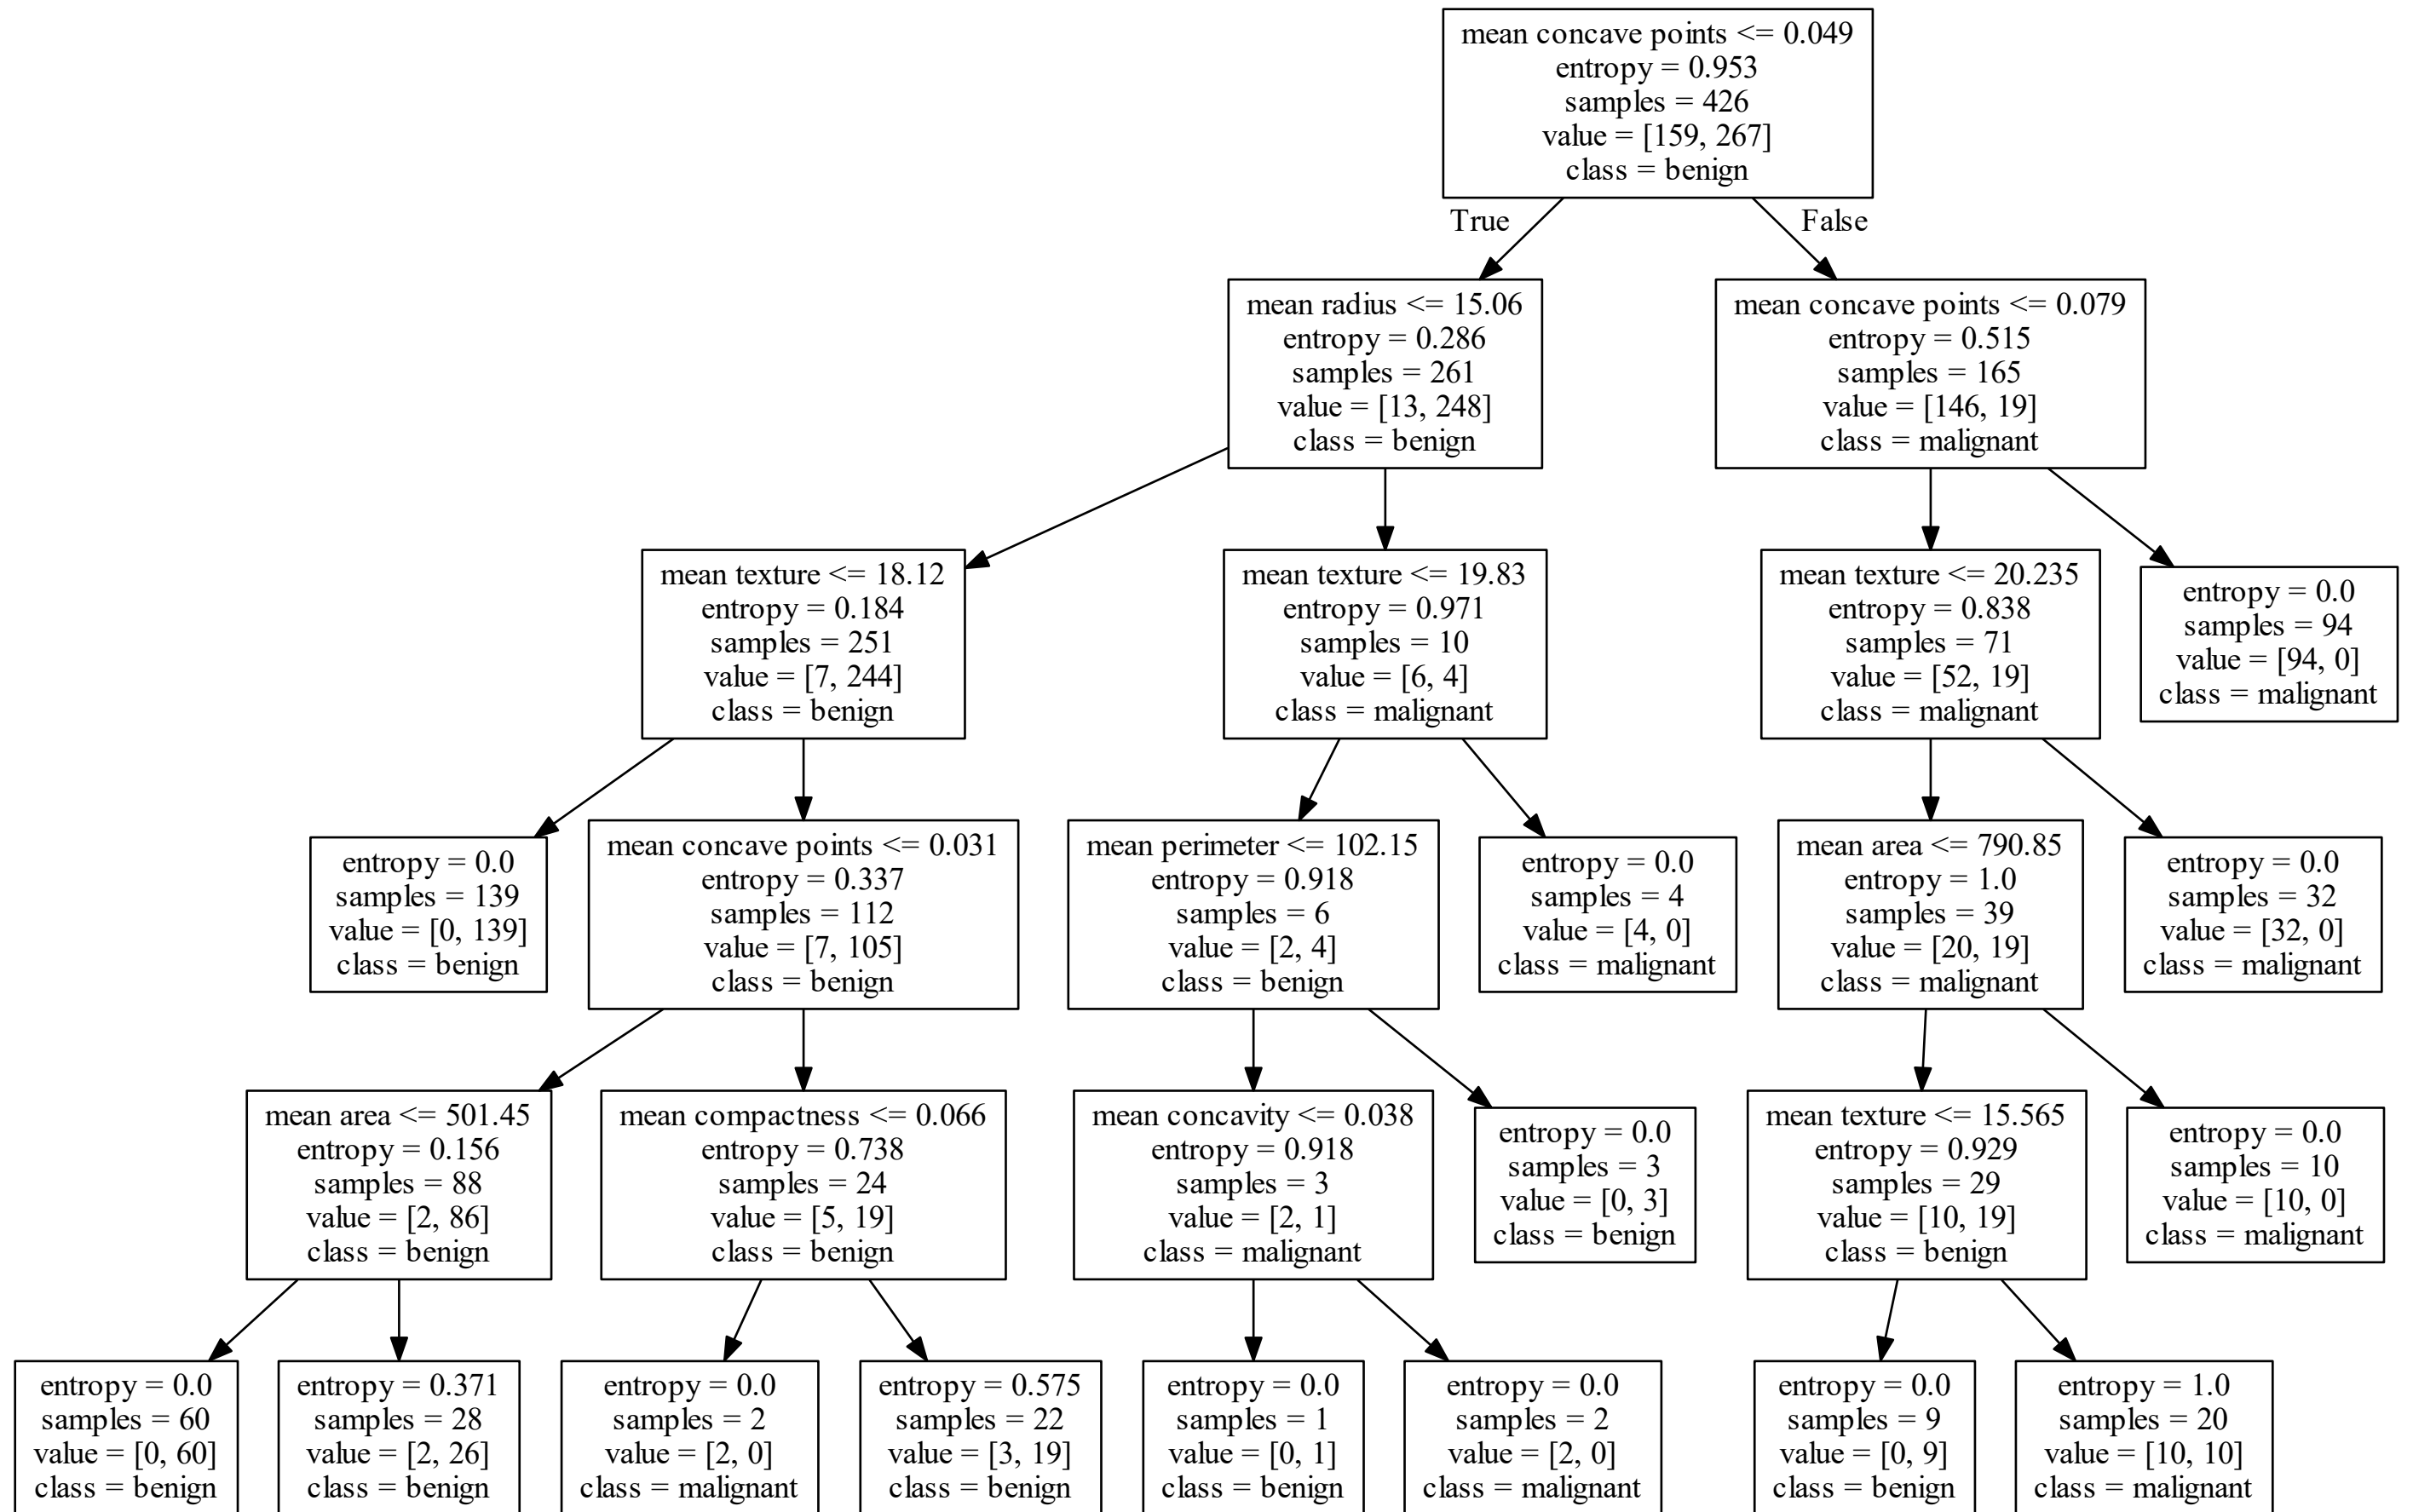 mean concave points <= 0.049
entropy = 0.953
samples = 426
value = [159, 267]
class = benign
True
False
mean radius <= 15.06
entropy = 0.286
samples = 261
value = [13, 248]
class = benign
mean concave points <= 0.079
entropy = 0.515
samples = 165
value = [146, 19]
class = malignant
mean texture <= 18.12
entropy = 0.184
samples = 251
value = [7, 244]
class = benign
mean texture <= 19.83
entropy = 0.971
samples = 10
value = [6, 4]
class = malignant
mean texture <= 20.235
entropy = 0.838
samples = 71
value = [52, 19]
class = malignant
entropy = 0.0
samples = 94
value = [94, 0]
class = malignant
entropy = 0.0
samples = 139
value = [0, 139]
class = benign
mean concave points <= 0.031
entropy = 0.337
samples = 112
value = [7, 105]
class = benign
mean perimeter <= 102.15
entropy = 0.918
samples = 6
value = [2, 4]
class = benign
entropy = 0.0
samples = 4
value = [4, 0]
class = malignant
mean area <= 790.85
entropy = 1.0
samples = 39
value = [20, 19]
class = malignant
entropy = 0.0
samples = 32
value = [32, 0]
class = malignant
mean area <= 501.45
entropy = 0.156
samples = 88
value = [2, 86]
class = benign
mean compactness <= 0.066
entropy = 0.738
samples = 24
value = [5, 19]
class = benign
mean concavity <= 0.038
entropy = 0.918
samples = 3
value = [2, 1]
class = malignant
entropy = 0.0
samples = 3
value = [0, 3]
class = benign
mean texture <= 15.565
entropy = 0.929
samples = 29
value = [10, 19]
class = benign
entropy = 0.0
samples = 10
value = [10, 0]
class = malignant
entropy = 0.0
samples = 60
value = [0, 60]
class = benign
entropy = 0.371
samples = 28
value = [2, 26]
class = benign
entropy = 0.0
samples = 2
value = [2, 0]
class = malignant
entropy = 0.575
samples = 22
value = [3, 19]
class = benign
entropy = 0.0
samples = 1
value = [0, 1]
class = benign
entropy = 0.0
samples = 2
value = [2, 0]
class = malignant
entropy = 0.0
samples = 9
value = [0, 9]
class = benign
entropy = 1.0
samples = 20
value = [10, 10]
class = malignant